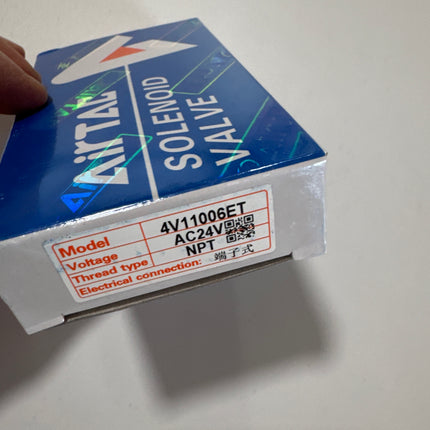 AirTAC
SOLENOID
VALVE
Model 4V11006ET
Voltage AC24V
Thread type NPT
Electrical connection: 端子式